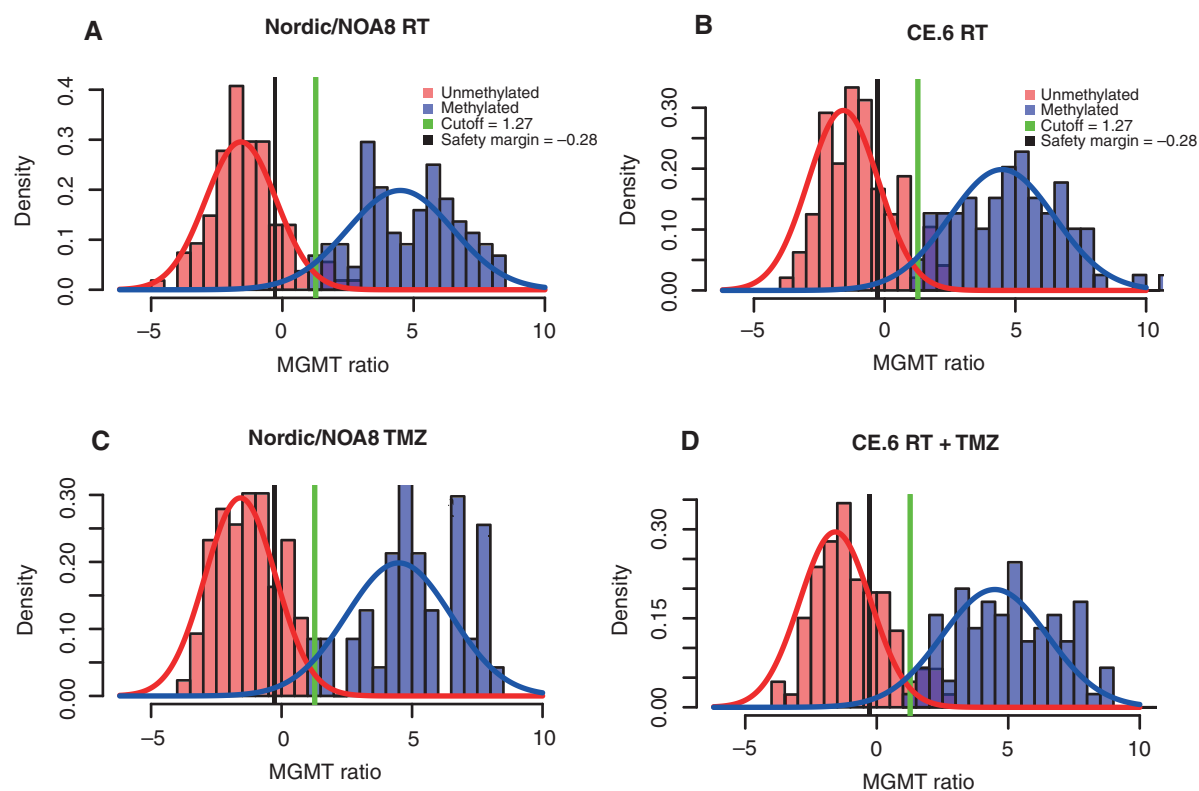 A
Nordic/NOA8 RT
Unmethylated
Methylated
Cutoff = 1.27
Safety margin = –0.28
Density
0.0
0.1
0.2
0.3
0.4
–5
0
5
10
MGMT ratio
B
CE.6 RT
Unmethylated
Methylated
Cutoff = 1.27
Safety margin = –0.28
Density
0.00
0.10
0.20
0.30
–5
0
5
10
MGMT ratio
C
Nordic/NOA8 TMZ
Density
0.00
0.10
0.20
0.30
–5
0
5
10
MGMT ratio
D
CE.6 RT + TMZ
Density
0.00
0.15
0.30
–5
0
5
10
MGMT ratio